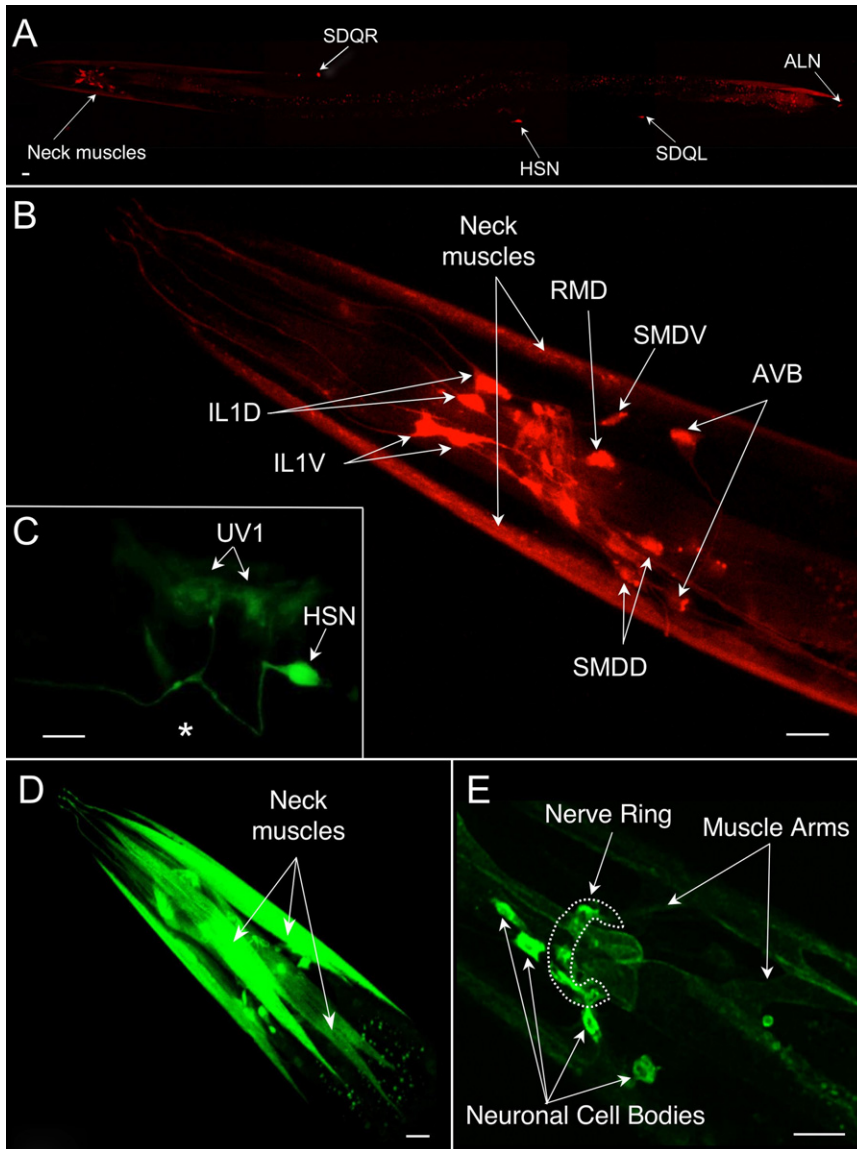 A
SDQR
ALN
Neck muscles
HSN
SDQL
B
Neck
muscles
RMD
SMDV
AVB
IL1D
IL1V
SMDD
C
UV1
HSN
*
D
Neck
muscles
E
Nerve Ring
Muscle Arms
Neuronal Cell Bodies